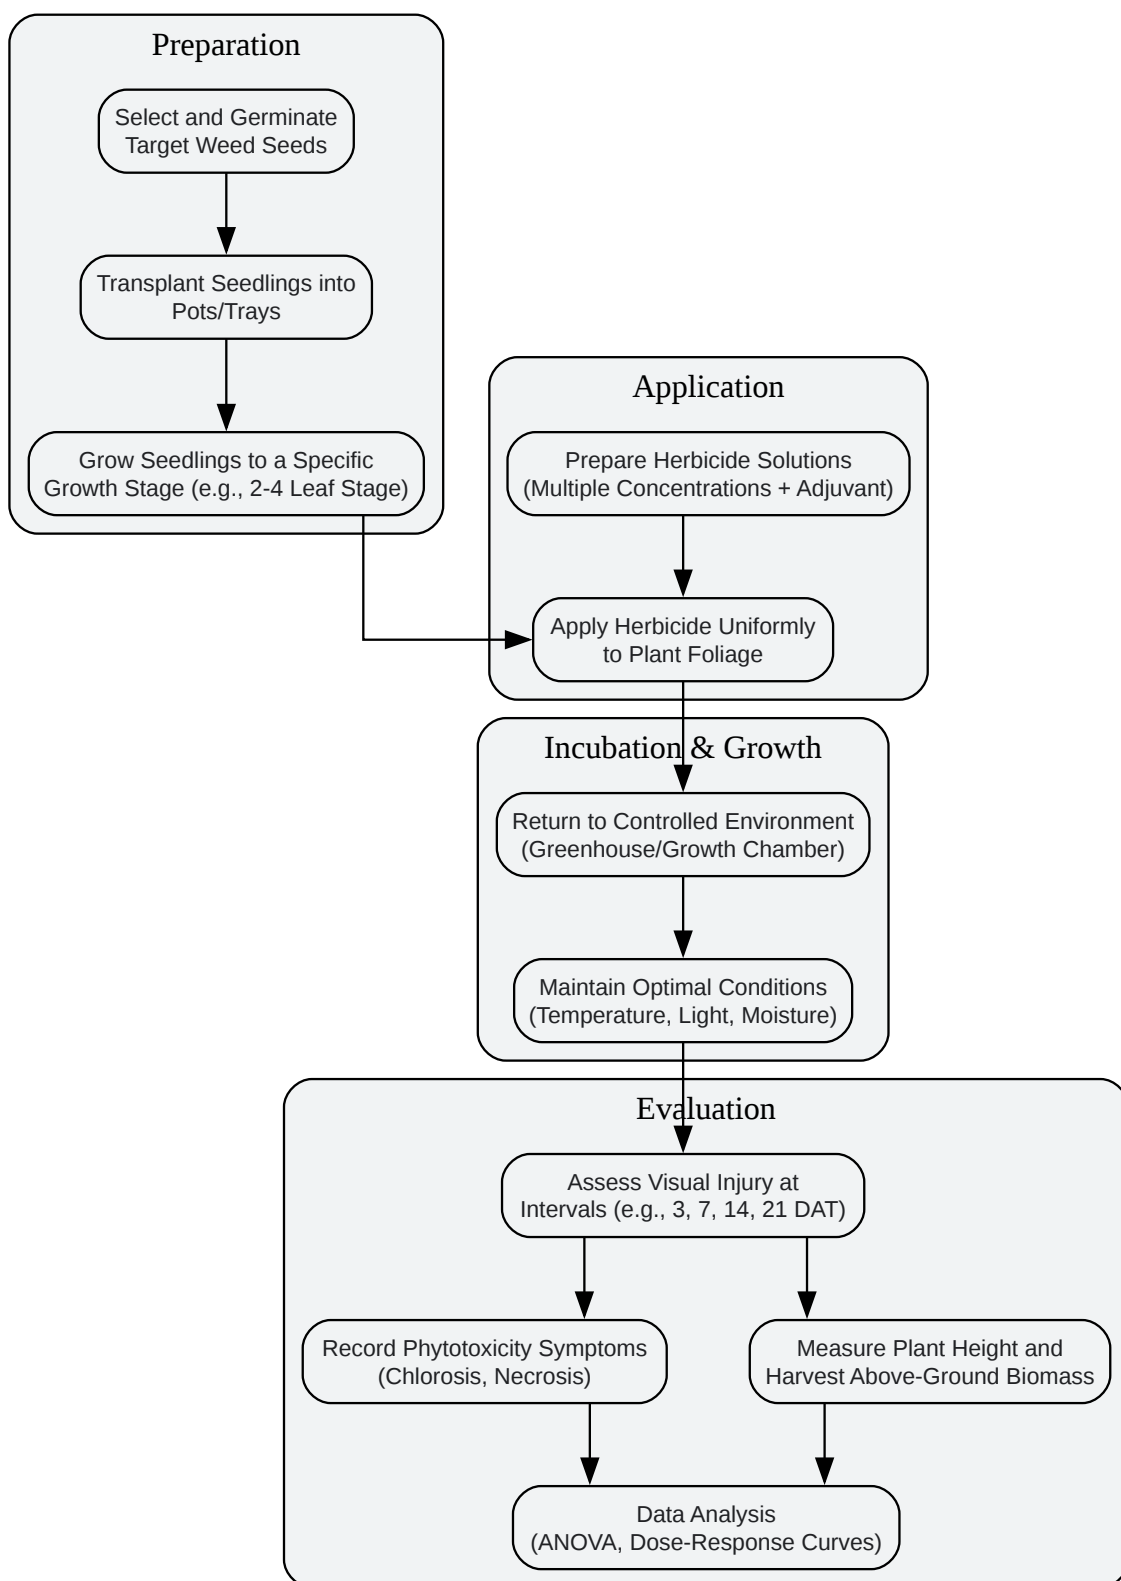 Preparation
Select and Germinate
Target Weed Seeds
Transplant Seedlings into
Pots/Trays
Grow Seedlings to a Specific
Growth Stage (e.g., 2-4 Leaf Stage)
Application
Prepare Herbicide Solutions
(Multiple Concentrations + Adjuvant)
Apply Herbicide Uniformly
to Plant Foliage
Incubation & Growth
Return to Controlled Environment
(Greenhouse/Growth Chamber)
Maintain Optimal Conditions
(Temperature, Light, Moisture)
Evaluation
Assess Visual Injury at
Intervals (e.g., 3, 7, 14, 21 DAT)
Record Phytotoxicity Symptoms
(Chlorosis, Necrosis)
Measure Plant Height and
Harvest Above-Ground Biomass
Data Analysis
(ANOVA, Dose-Response Curves)